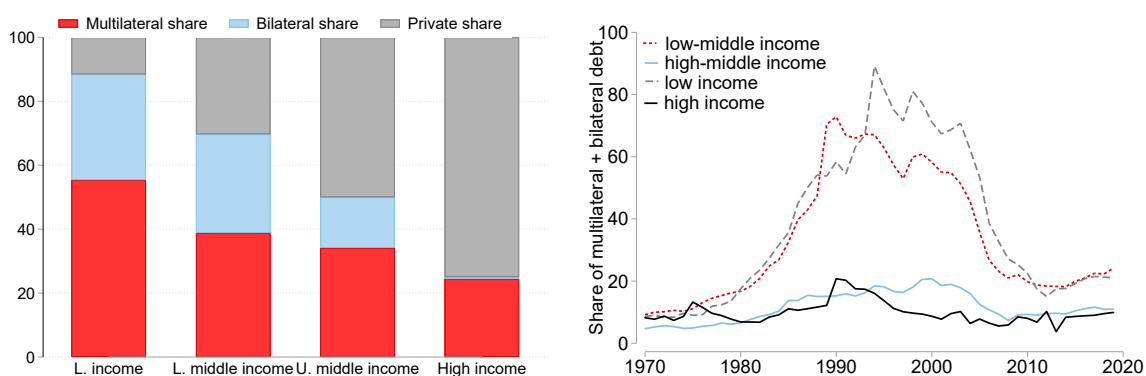 Multilateral share Bilateral share Private share
100
80
60
40
20
0
L. income L. middle income U. middle income High income
Share of multilateral + bilateral debt
100
80
60
40
20
0
low-middle income
high-middle income
low income
high income
1970 1980 1990 2000 2010 2020